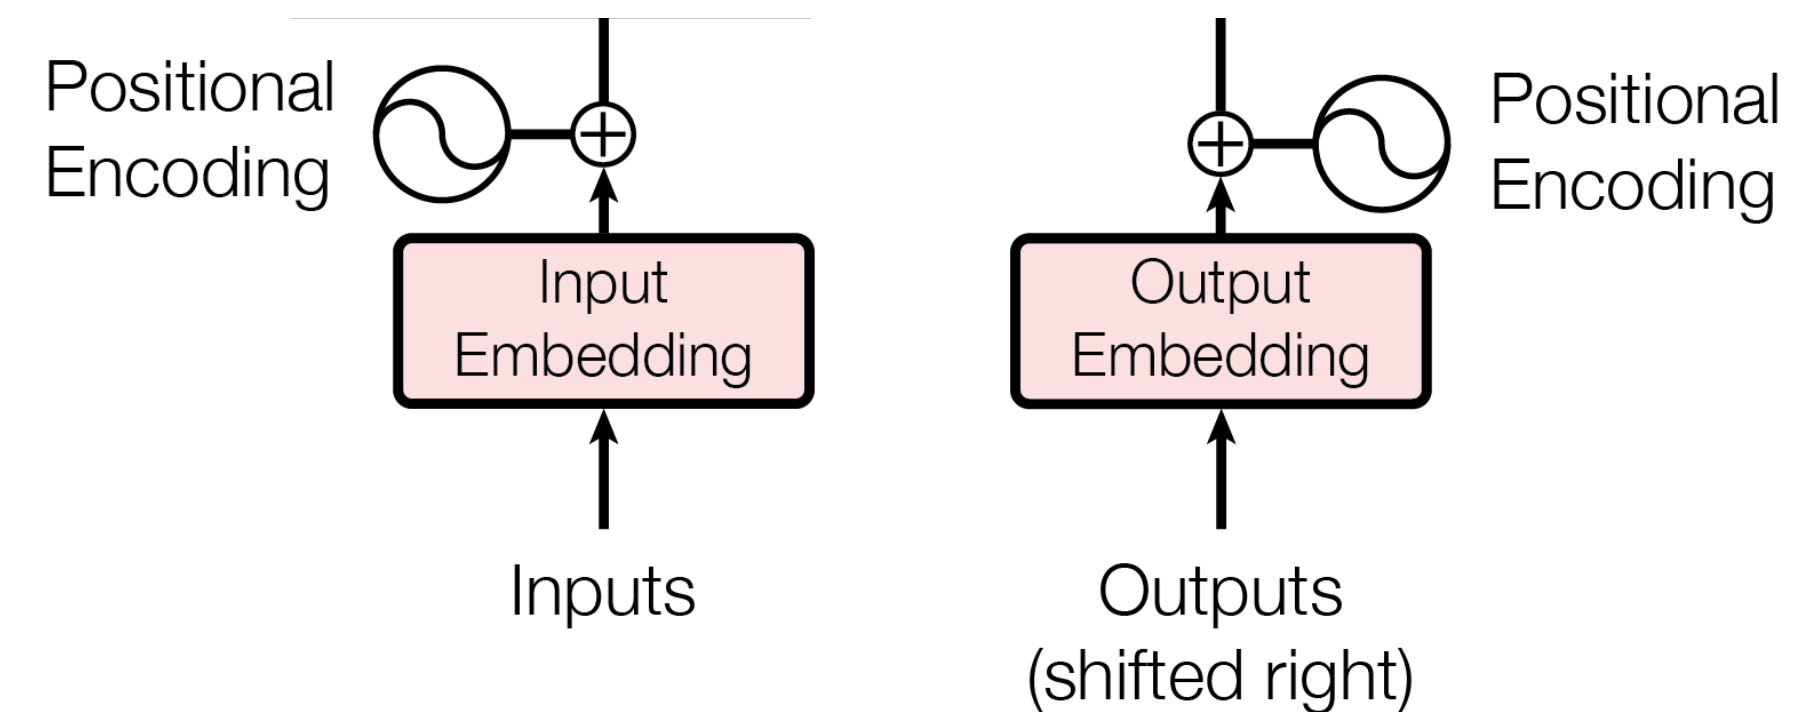 Positional
Encoding
Input
Embedding
Inputs
Positional
Encoding
Output
Embedding
Outputs
(shifted right)